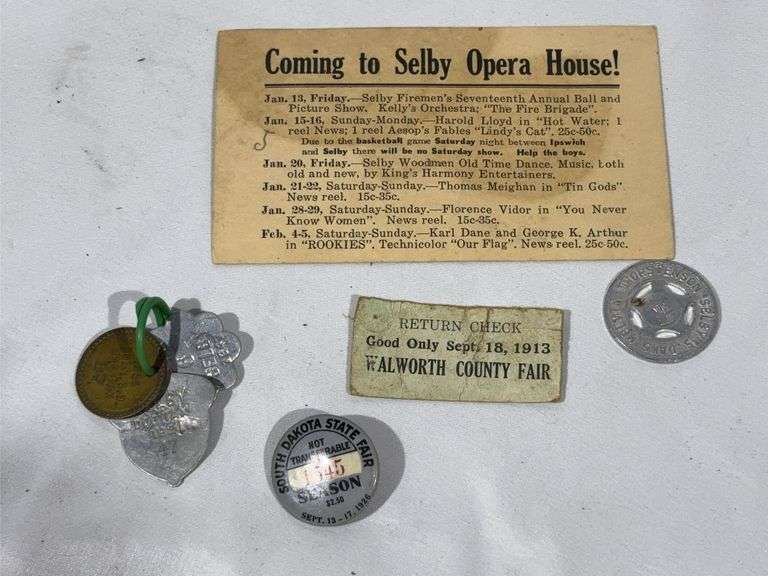 Coming to Selby Opera House!
Jan. 13, Friday.—Selby Firemen's Seventeenth Annual Ball and
Picture Show. Kelly's Orchestra; "The Fire Brigade".
Jan. 15-16, Sunday-Monday.—Harold Lloyd in "Hot Water; 1
reel News; 1 reel Aesop's Fables "Lindy's Cat". 25c-50c.
Due to the basketball game Saturday night between Ipswich
and Selby there will be no Saturday show. Help the boys.
Jan. 20, Friday.—Selby Woodmen Old Time Dance. Music, both
old and new, by King's Harmony Entertainers.
Jan. 21-22, Saturday-Sunday.—Thomas Meighan in "Tin Gods".
News reel. 15c-35c.
Jan. 28-29, Saturday-Sunday.—Florence Vidor in "You Never
Know Women". News reel. 15c-35c.
Feb. 4-5, Saturday-Sunday.—Karl Dane and George K. Arthur
in "ROOKIES". Technicolor "Our Flag". News reel. 25c-50c.
RETURN CHECK
Good Only Sept. 18, 1913
WALWORTH COUNTY FAIR
SOUTH DAKOTA STATE FAIR
NOT
TRANSFERABLE
1545
SEASON
$2.50
SEPT. 13-17, 1926